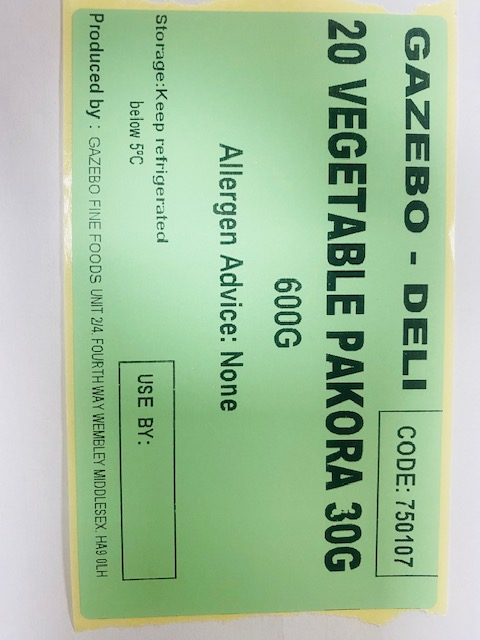 GAZEBO - DELI
CODE: 750107
20 VEGETABLE PAKORA 30G
600G
Allergen Advice: None
Storage:Keep refrigerated
below 5°C
USE BY:
Produced by : GAZEBO FINE FOODS. UNIT 2/4. FOURTH WAY WEMBLEY MIDDLESEX. HA9 0LH